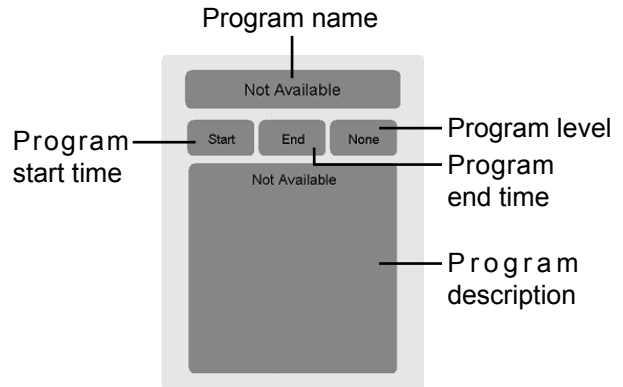 Program name
Not Available
Start End None
Program
start time
Program level
Program
end time
Not Available
Program
description